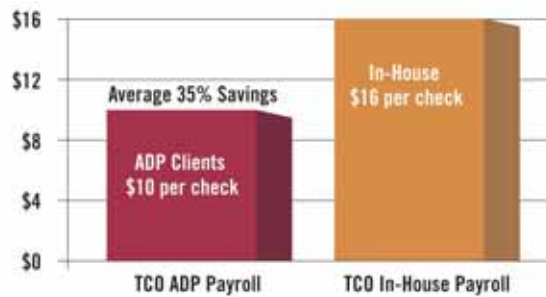 $16
$12
$8
$4
$0
Average 35% Savings
ADP Clients
$10 per check
In-House
$16 per check
TCO ADP Payroll
TCO In-House Payroll